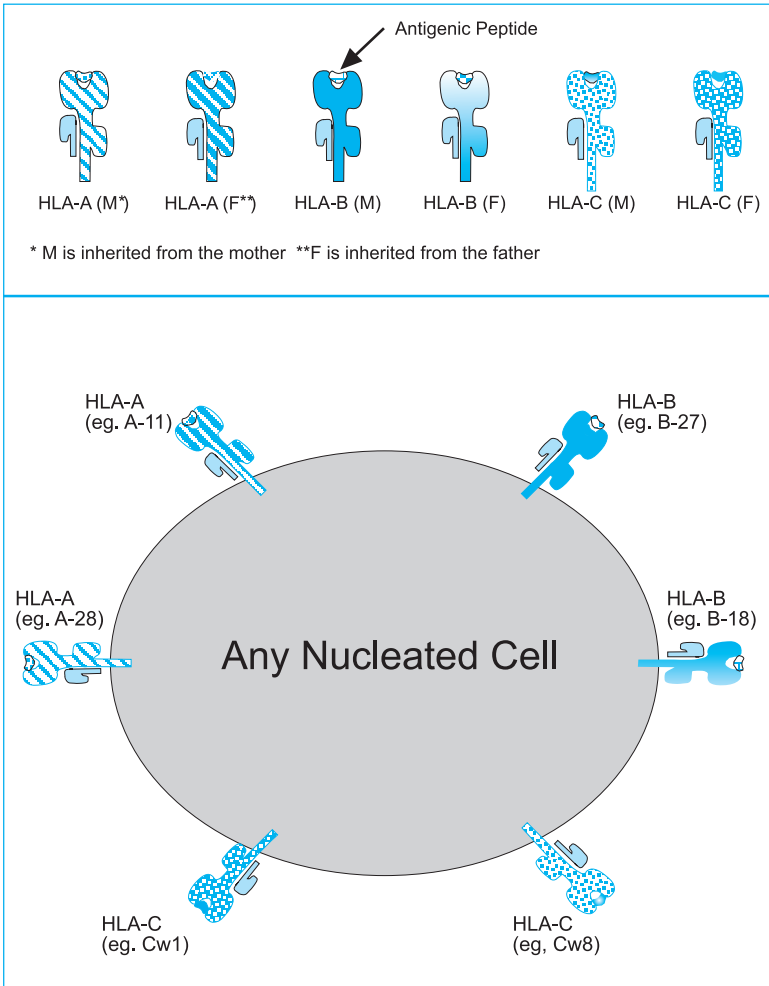 Antigenic Peptide
HLA-A (M*) HLA-A (F**) HLA-B (M) HLA-B (F) HLA-C (M) HLA-C (F)
* M is inherited from the mother **F is inherited from the father
HLA-A
(eg. A-11)
HLA-B
(eg. B-27)
HLA-A
(eg. A-28)
HLA-B
(eg. B-18)
Any Nucleated Cell
HLA-C
(eg. Cw1)
HLA-C
(eg, Cw8)